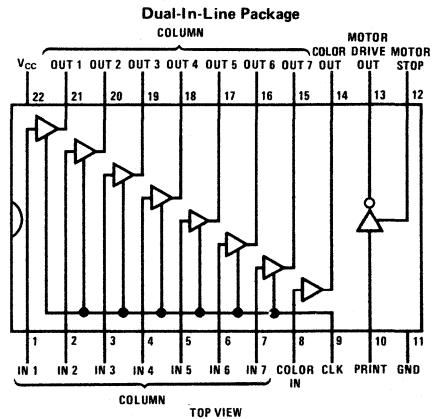 Dual-In-Line Package
COLUMN
VCC OUT 1 OUT 2 OUT 3 OUT 4 OUT 5 OUT 6 OUT 7 COLOR OUT MOTOR DRIVE OUT MOTOR STOP
22 21 20 19 18 17 16 15 14 13 12
1 2 3 4 5 6 7 8 9 10 11
IN 1 IN 2 IN 3 IN 4 IN 5 IN 6 IN 7 COLOR IN CLK PRINT GND
COLUMN
TOP VIEW